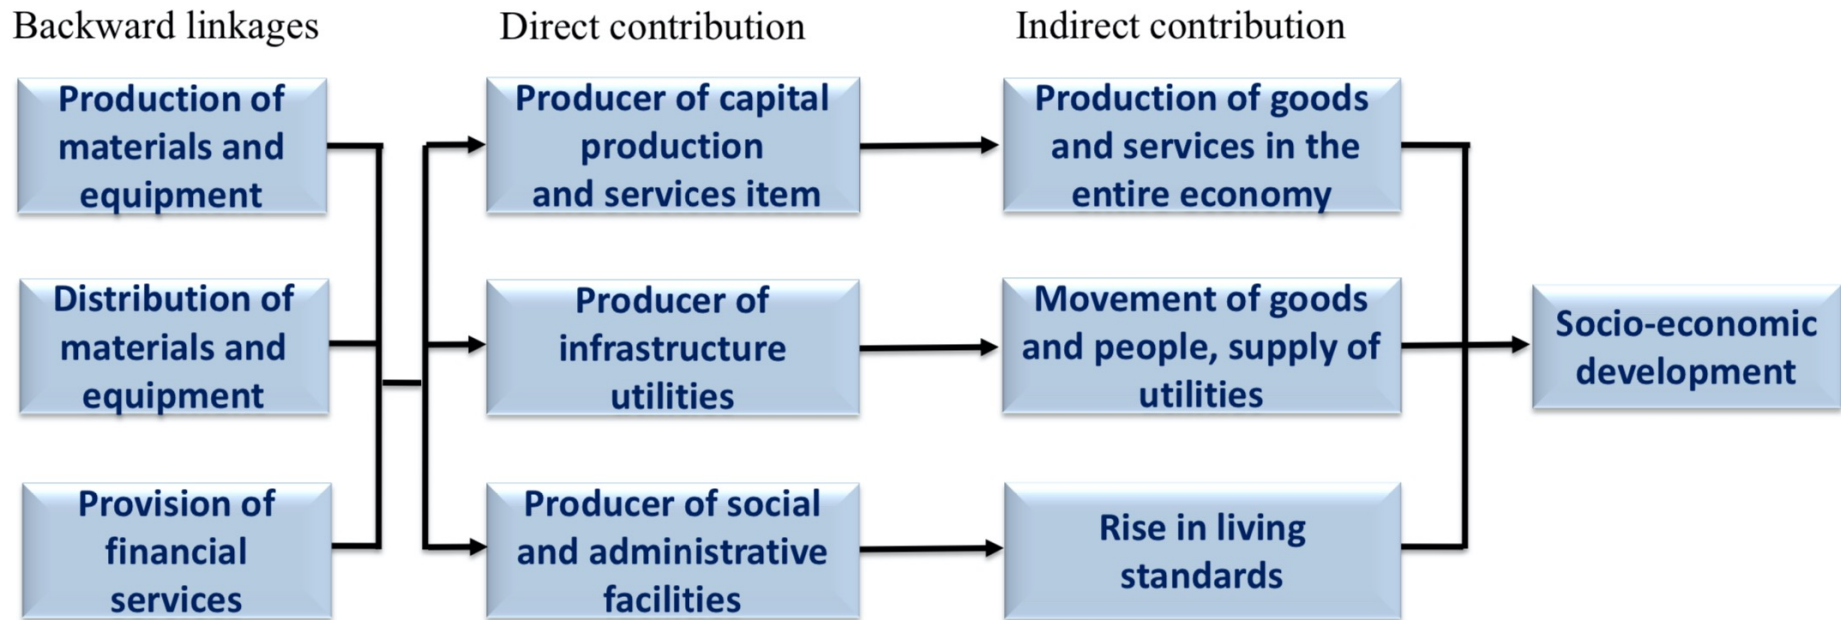 Backward linkages
Direct contribution
Indirect contribution
Production of
materials and
equipment
Producer of capital
production
and services item
Production of goods
and services in the
entire economy
Distribution of
materials and
equipment
Producer of
infrastructure
utilities
Movement of goods
and people, supply of
utilities
Socio-economic
development
Provision of
financial
services
Producer of social
and administrative
facilities
Rise in living
standards